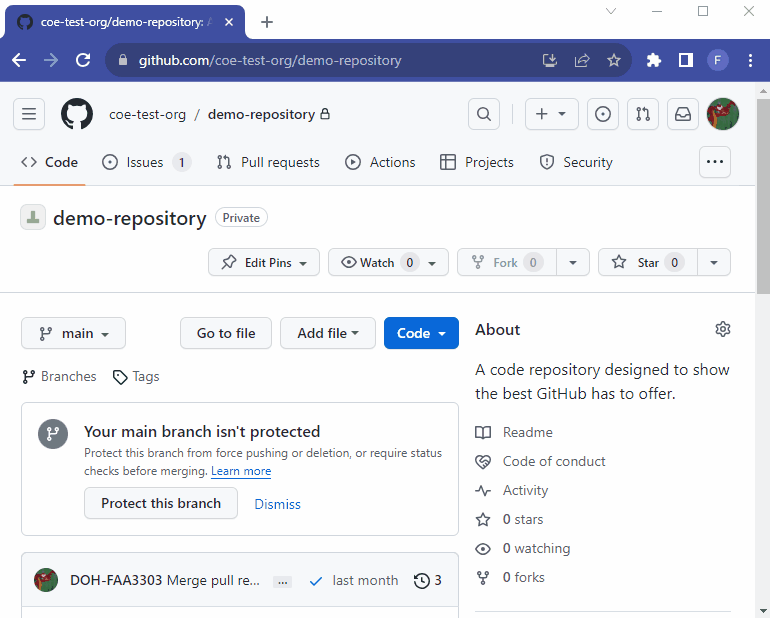 coe-test-org/demo-repository:
github.com/coe-test-org/demo-repository
F
coe-test-org / demo-repository
Code
Issues 1
Pull requests
Actions
Projects
Security
demo-repository Private
Edit Pins
Watch 0
Fork 0
Star 0
main
Go to file
Add file
Code
Branches
Tags
Your main branch isn't protected
Protect this branch from force pushing or deletion, or require status
checks before merging. Learn more
Protect this branch
Dismiss
DOH-FAA3303 Merge pull re... ... last month 3
About
A code repository designed to show
the best GitHub has to offer.
Readme
Code of conduct
Activity
0 stars
0 watching
0 forks